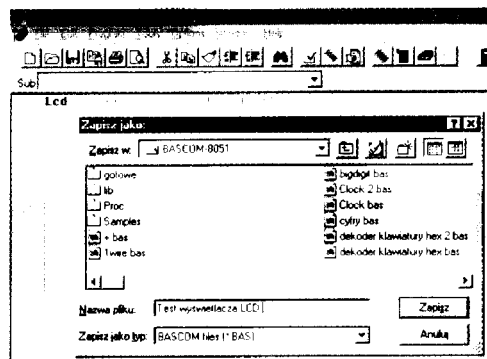 Sub
Lcd
Zapisz jako:
Zapisz w: BASCOM-8051
gotowe
lib
Proc
Samples
+ bas
1wire bas
bigdigit bas
Clock 2 bas
Clock bas
cyfry bas
dekoder klawiatury hex 2 bas
dekoder klawiatury hex bas
Nazwa pliku: Test wyświetlacza LCD
Zapisz
Zapisz jako typ: BASCOM files (*.BAS)
Anuluj